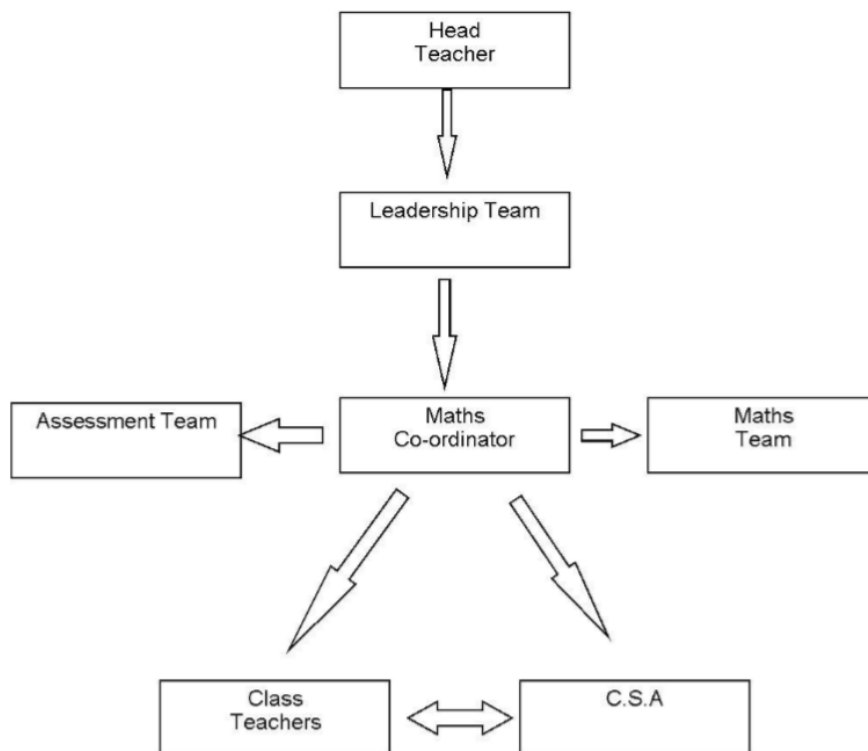 Head
Teacher
Leadership Team
Assessment Team
Maths
Co-ordinator
Maths
Team
Class
Teachers
C.S.A